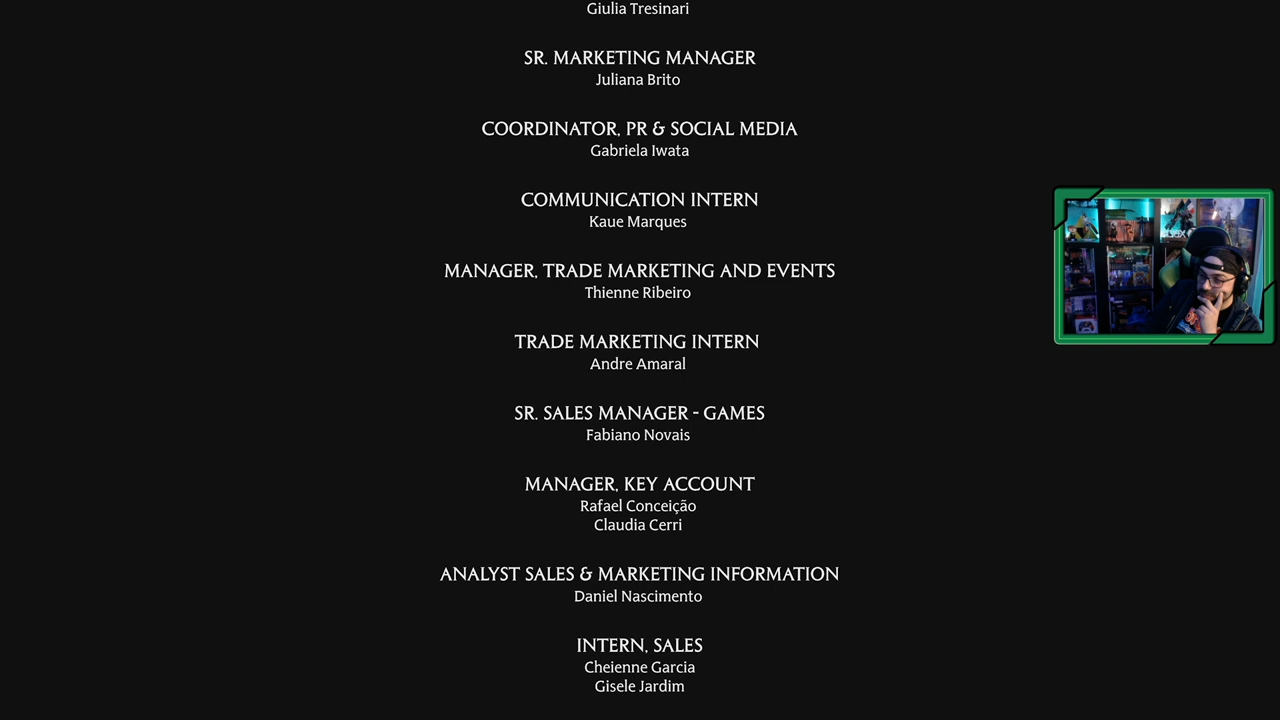 Giulia Tresinari
SR. MARKETING MANAGER
Juliana Brito
COORDINATOR, PR & SOCIAL MEDIA
Gabriela Iwata
COMMUNICATION INTERN
Kaue Marques
MANAGER, TRADE MARKETING AND EVENTS
Thienne Ribeiro
TRADE MARKETING INTERN
Andre Amaral
SR. SALES MANAGER - GAMES
Fabiano Novais
MANAGER, KEY ACCOUNT
Rafael Conceição
Claudia Cerri
ANALYST SALES & MARKETING INFORMATION
Daniel Nascimento
INTERN, SALES
Cheienne Garcia
Gisele Jardim